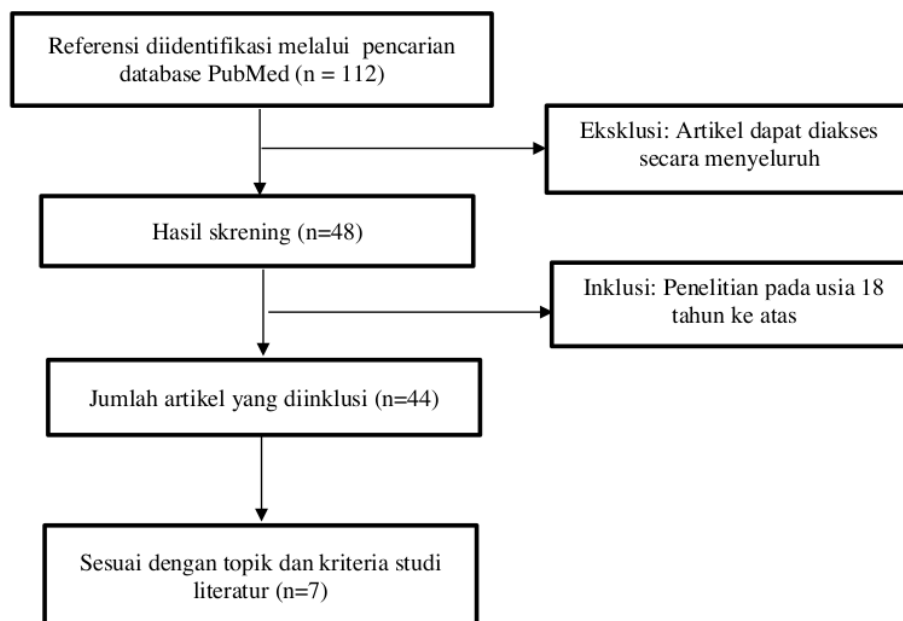 Referensi diidentifikasi melalui pencarian
database PubMed (n = 112)
Eksklusi: Artikel dapat diakses
secara menyeluruh
Hasil skrening (n=48)
Inklusi: Penelitian pada usia 18
tahun ke atas
Jumlah artikel yang diinklusi (n=44)
Sesuai dengan topik dan kriteria studi
literatur (n=7)